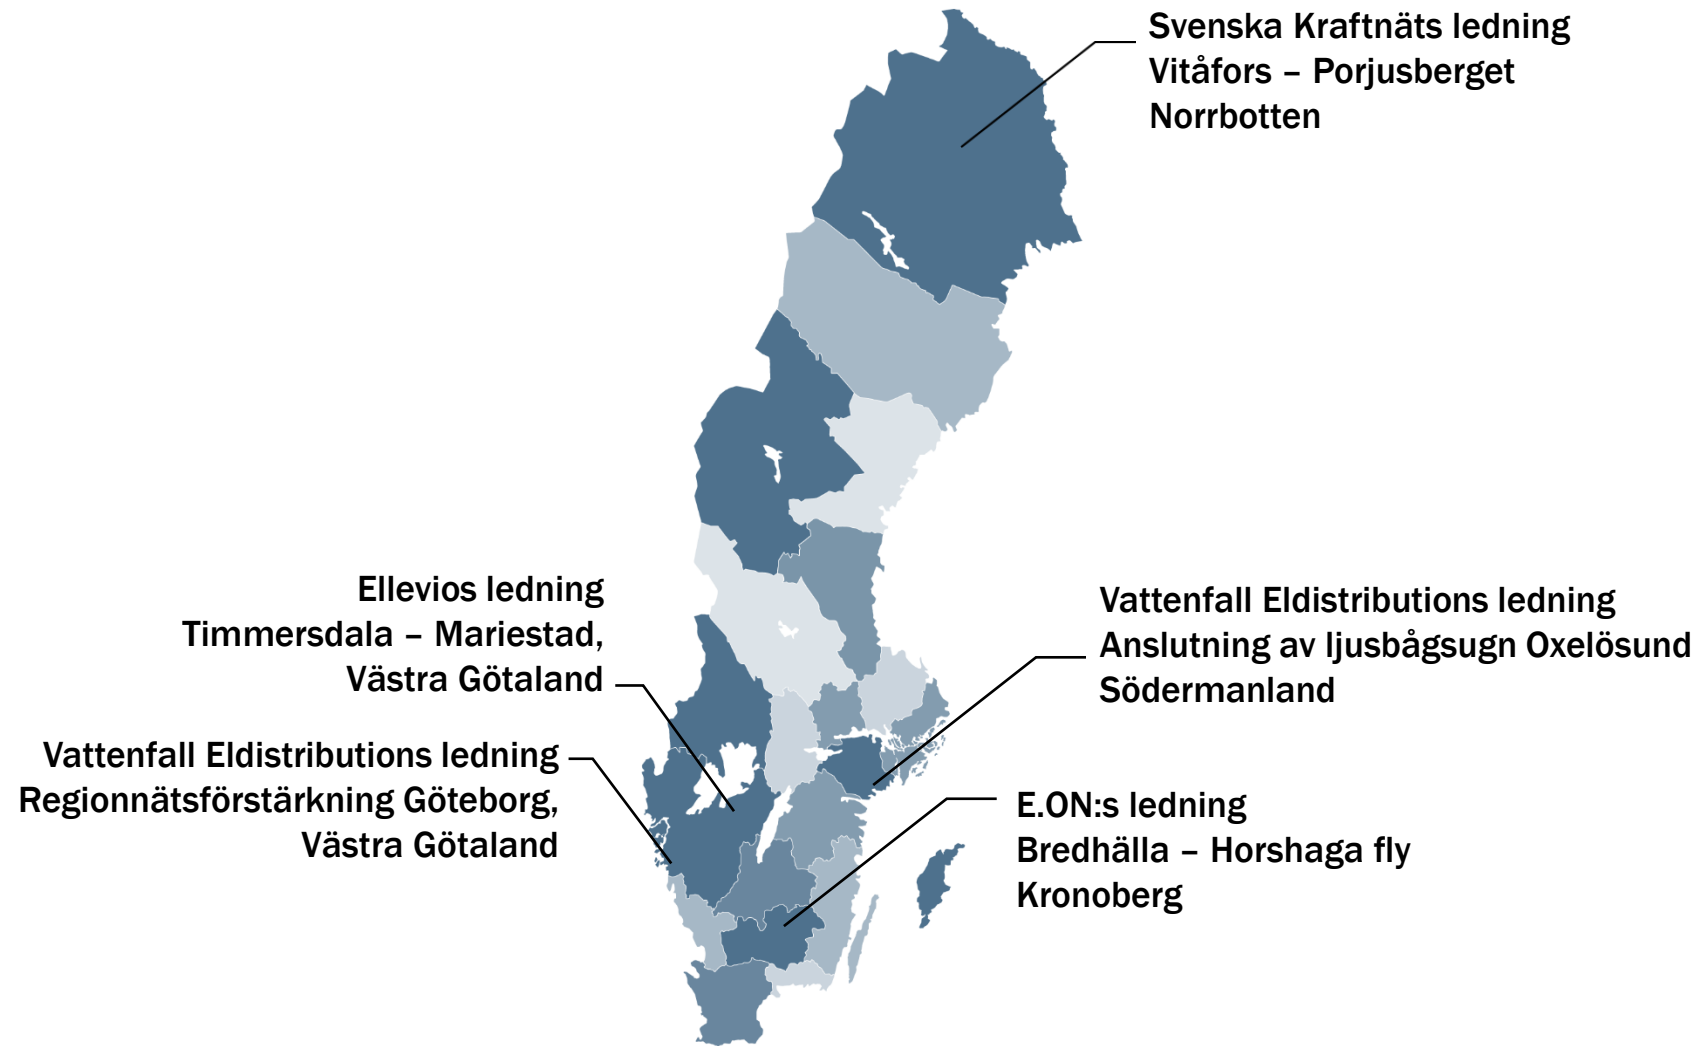 Svenska Kraftnäts ledning
Vitåfors – Porjusberget
Norrbotten
Ellevios ledning
Timmersdala – Mariestad,
Västra Götaland
Vattenfall Eldistributions ledning
Anslutning av ljusbågsugn Oxelösund
Södermanland
Vattenfall Eldistributions ledning
Regionnätsförstärkning Göteborg,
Västra Götaland
E.ON:s ledning
Bredhälla – Horshaga fly
Kronoberg